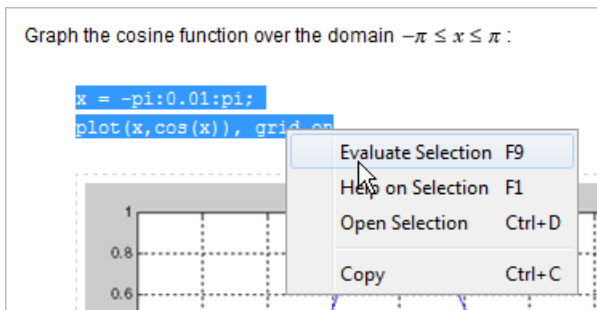 Graph the cosine function over the domain −π ≤ x ≤ π :
x = -pi:0.01:pi;
plot(x,cos(x)), grid on
Evaluate Selection F9
Help on Selection F1
Open Selection Ctrl+D
Copy Ctrl+C
1
0.8
0.6